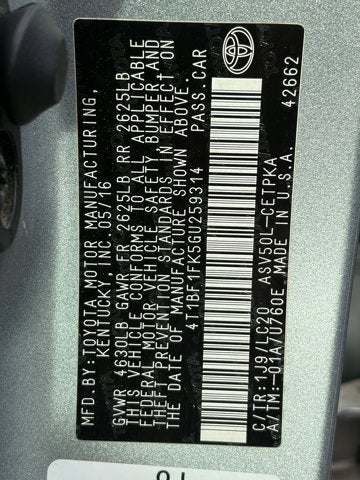 MFD.BY:TOYOTA MOTOR MANUFACTURING,
KENTUCKY, INC. 05/16
GVWR 4630LB GAWR FR 2625LB RR 2625LB
THIS VEHICLE CONFORMS TO ALL APPLICABLE
FEDERAL MOTOR VEHICLE SAFETY BUMPER, AND
THEFT PREVENTION STANDARDS IN EFFECT ON
THE DATE OF MANUFACTURE SHOWN ABOVE.
4T1BF1FK5GU259314 PASS.CAR
C/TR:1J9/LC20 ASV50L-CETPKA
A/TM:-01A/U760E MADE IN U.S.A.
42662
TOYOTA